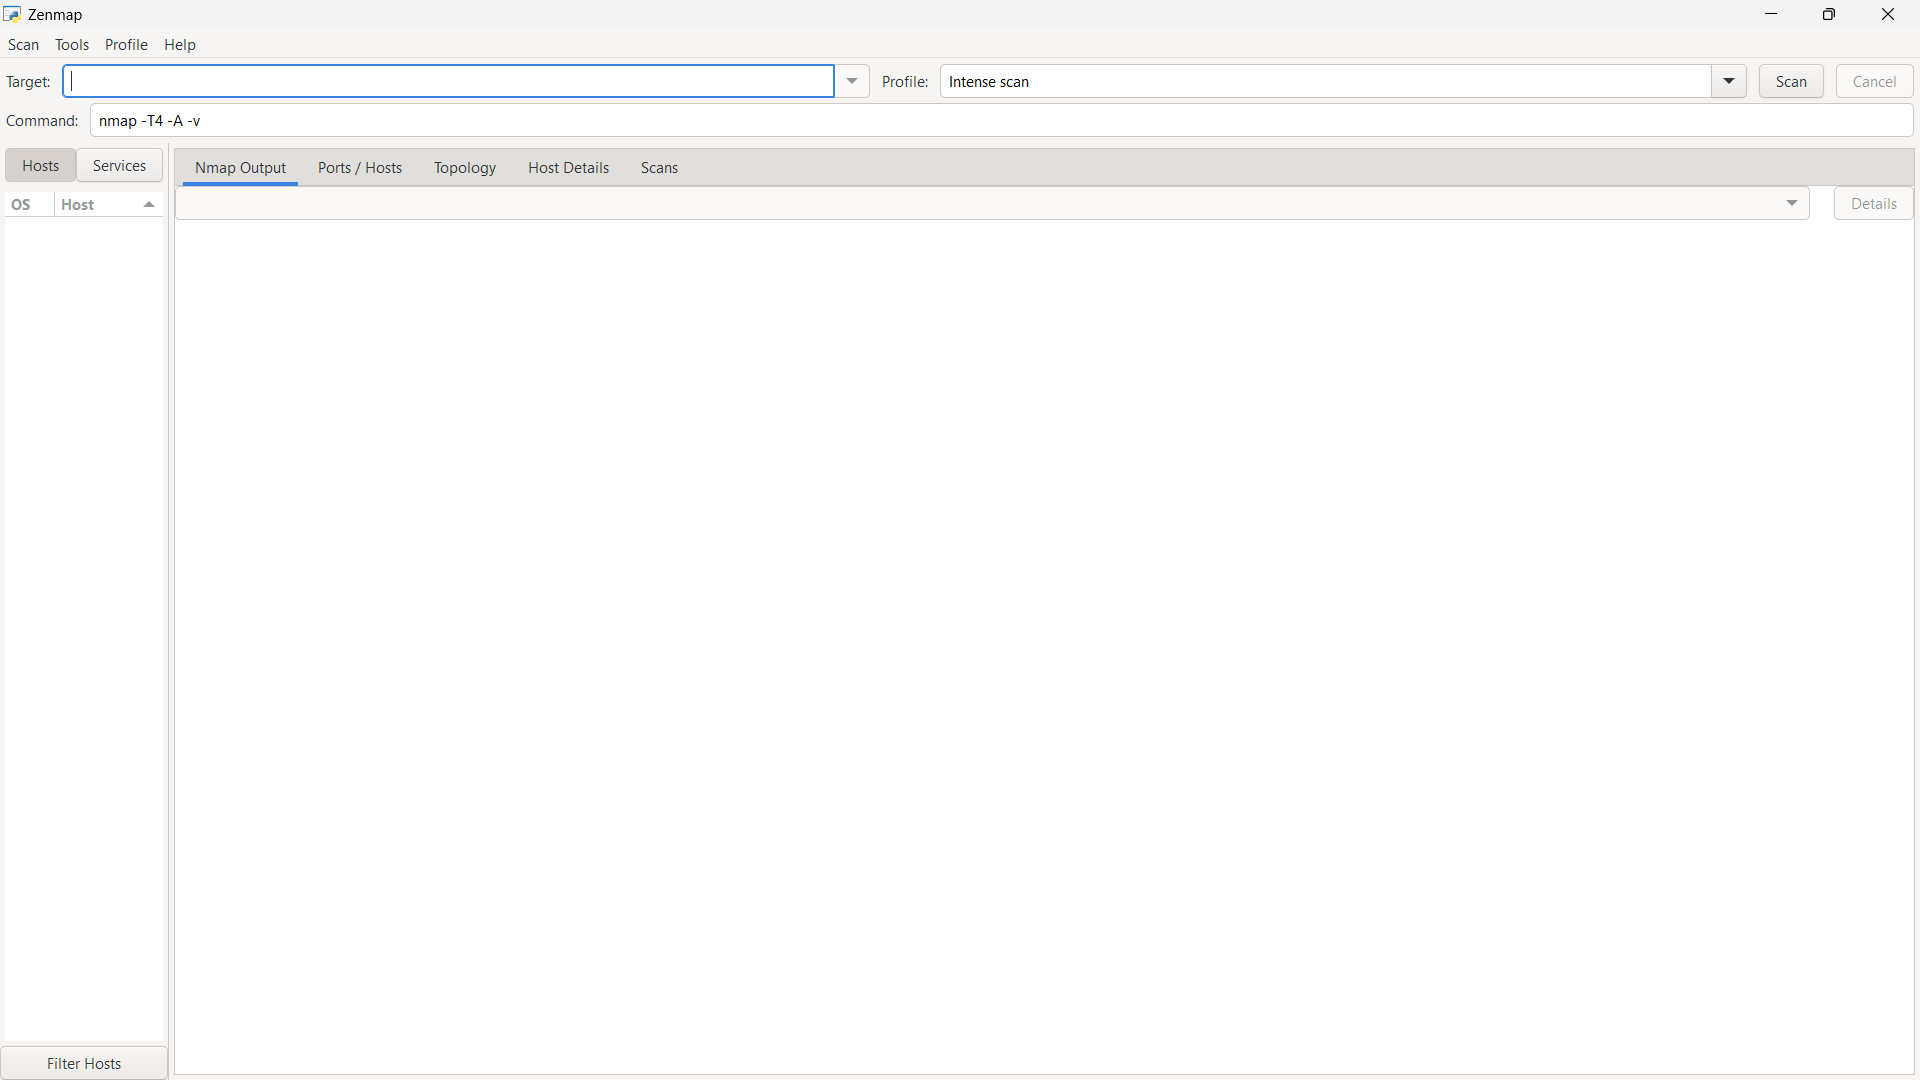 Zenmap
Scan Tools Profile Help
Target: Profile: Intense scan Scan Cancel
Command: nmap -T4 -A -v
Hosts Services Nmap Output Ports / Hosts Topology Host Details Scans
OS Host Details
Filter Hosts